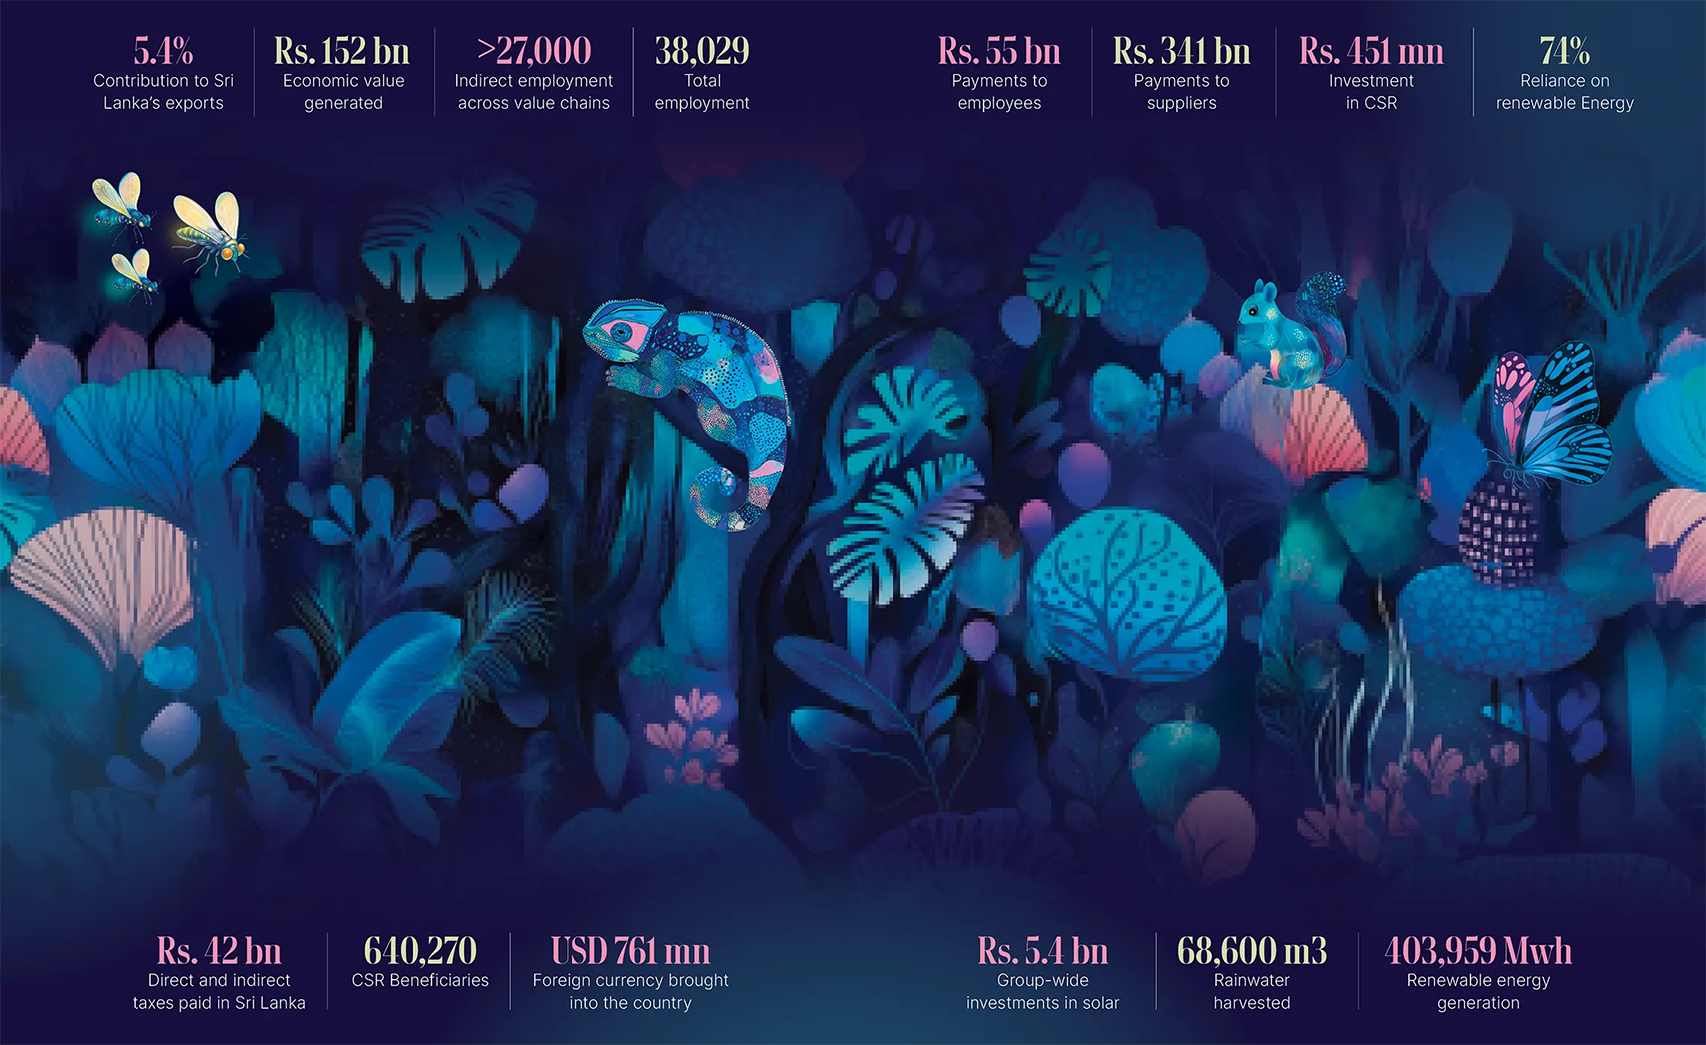 5.4%
Contribution to Sri
Lanka's exports
Rs. 152 bn
Economic value
generated
>27,000
Indirect employment
across value chains
38,029
Total
employment
Rs. 55 bn
Payments to
employees
Rs. 341 bn
Payments to
suppliers
Rs. 451 mn
Investment
in CSR
74%
Reliance on
renewable Energy
Rs. 42 bn
Direct and indirect
taxes paid in Sri Lanka
640,270
CSR Beneficiaries
USD 761 mn
Foreign currency brought
into the country
Rs. 5.4 bn
Group-wide
investments in solar
68,600 m3
Rainwater
harvested
403,959 Mwh
Renewable energy
generation